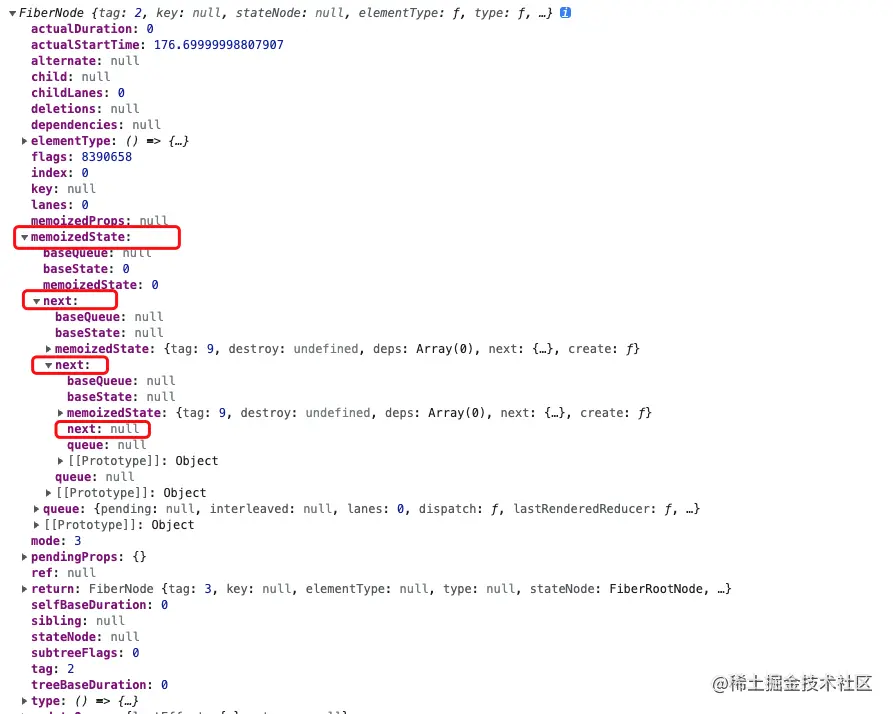 FiberNode {tag: 2, key: null, stateNode: null, elementType: ƒ, type: ƒ, …}
actualDuration: 0
actualStartTime: 176.69999998807907
alternate: null
child: null
childLanes: 0
deletions: null
dependencies: null
elementType: () => {…}
flags: 8390658
index: 0
key: null
lanes: 0
memoizedProps: null
memoizedState:
baseQueue: null
baseState: 0
memoizedState: 0
next:
baseQueue: null
baseState: null
memoizedState: {tag: 9, destroy: undefined, deps: Array(0), next: {…}, create: ƒ}
next:
baseQueue: null
baseState: null
memoizedState: {tag: 9, destroy: undefined, deps: Array(0), next: {…}, create: ƒ}
next: null
queue: null
[[Prototype]]: Object
queue: null
[[Prototype]]: Object
queue: {pending: null, interleaved: null, lanes: 0, dispatch: ƒ, lastRenderedReducer: ƒ, …}
[[Prototype]]: Object
mode: 3
pendingProps: {}
ref: null
return: FiberNode {tag: 3, key: null, elementType: null, type: null, stateNode: FiberRootNode, …}
selfBaseDuration: 0
sibling: null
stateNode: null
subtreeFlags: 0
tag: 2
treeBaseDuration: 0
type: () => {…}
@稀土掘金技术社区